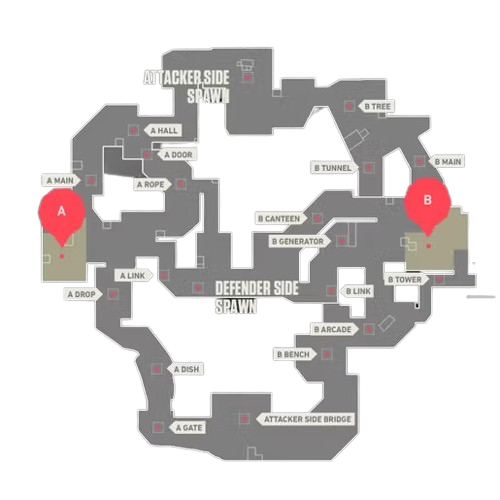 ATTACKER SIDE
SPAWN
B TREE
A HALL
A DOOR
B MAIN
B TUNNEL
A MAIN
A ROPE
A
B
B CANTEEN
B GENERATOR
A LINK
B TOWER
DEFENDER SIDE
SPAWN
A DROP
B LINK
B ARCADE
B BENCH
A DISH
ATTACKER SIDE BRIDGE
A GATE